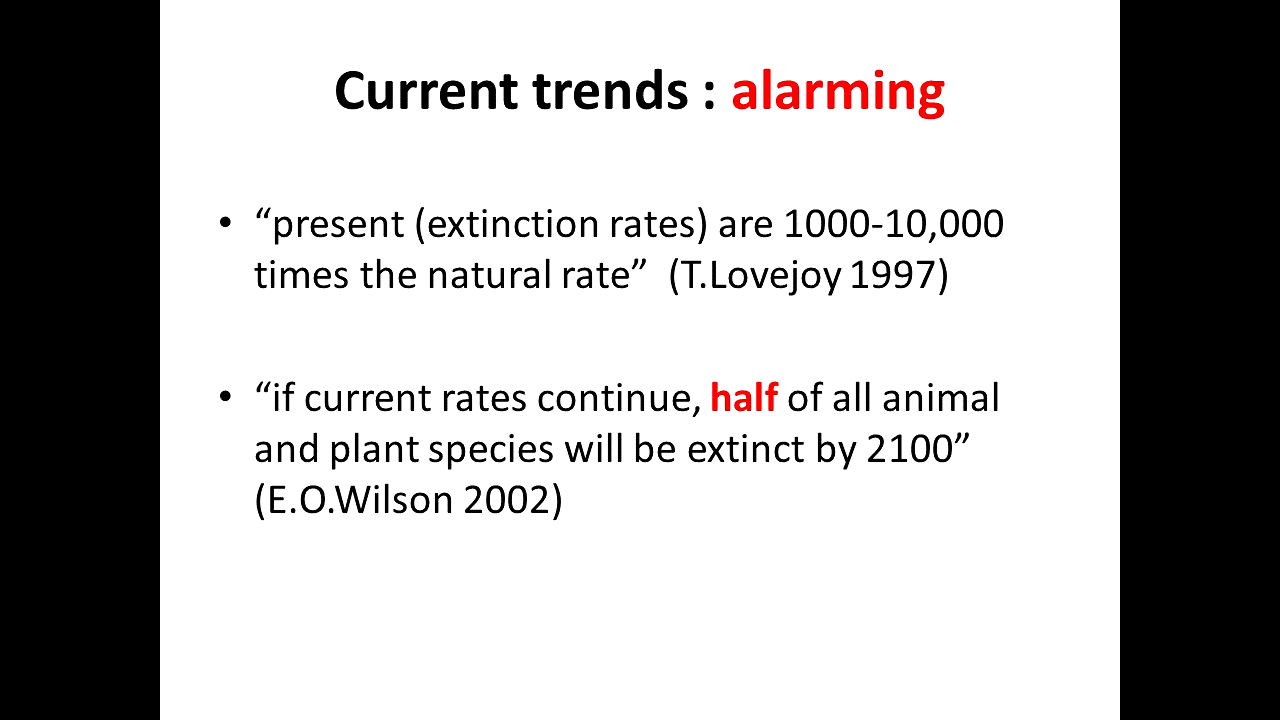 Current trends : alarming
• “present (extinction rates) are 1000-10,000
times the natural rate”  (T.Lovejoy 1997)
• “if current rates continue, half of all animal
and plant species will be extinct by 2100”
(E.O.Wilson 2002)